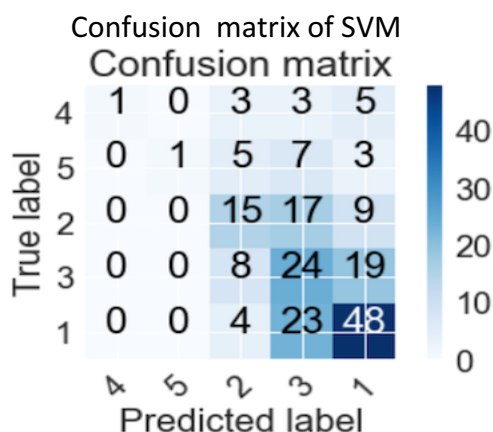 Confusion matrix of SVM
Confusion matrix
4 1 0 3 3 5
5 0 1 5 7 3
2 0 0 15 17 9
3 0 0 8 24 19
1 0 0 4 23 48
4 5 2 3 1
True label
Predicted label
40
30
20
10
0